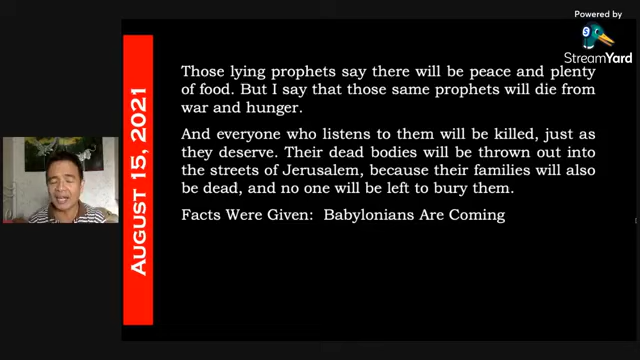 Powered by
S
StreamYard
AUGUST 15, 2021
Those lying prophets say there will be peace and plenty
of food. But I say that those same prophets will die from
war and hunger.
And everyone who listens to them will be killed, just as
they deserve. Their dead bodies will be thrown out into
the streets of Jerusalem, because their families will also
be dead, and no one will be left to bury them.
Facts Were Given: Babylonians Are Coming